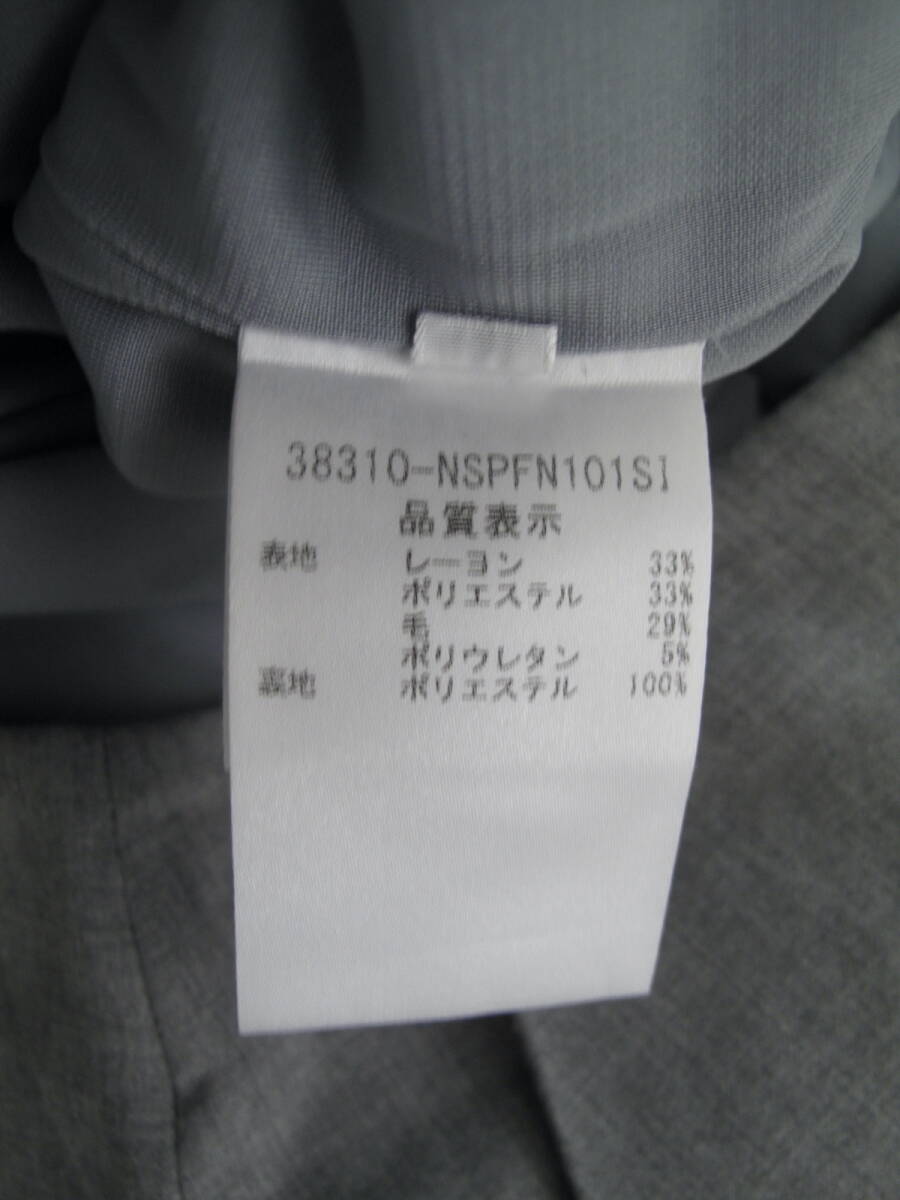 38310-NSPFN101SI
品質表示
表地 レーヨン 33%
ポリエステル 33%
毛 29%
ポリウレタン 5%
裏地 ポリエステル 100%